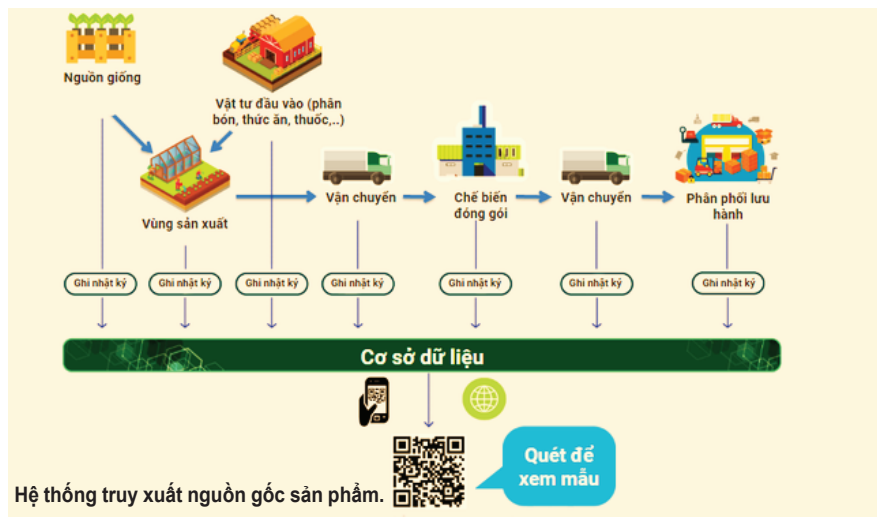 Nguồn giống
Vật tư đầu vào (phân
bón, thức ăn, thuốc,..)
Vùng sản xuất
Vận chuyển
Chế biến
đóng gói
Vận chuyển
Phân phối lưu
hành
Ghi nhật ký
Ghi nhật ký
Ghi nhật ký
Ghi nhật ký
Ghi nhật ký
Ghi nhật ký
Ghi nhật ký
Cơ sở dữ liệu
Quét để
xem mẫu
Hệ thống truy xuất nguồn gốc sản phẩm.